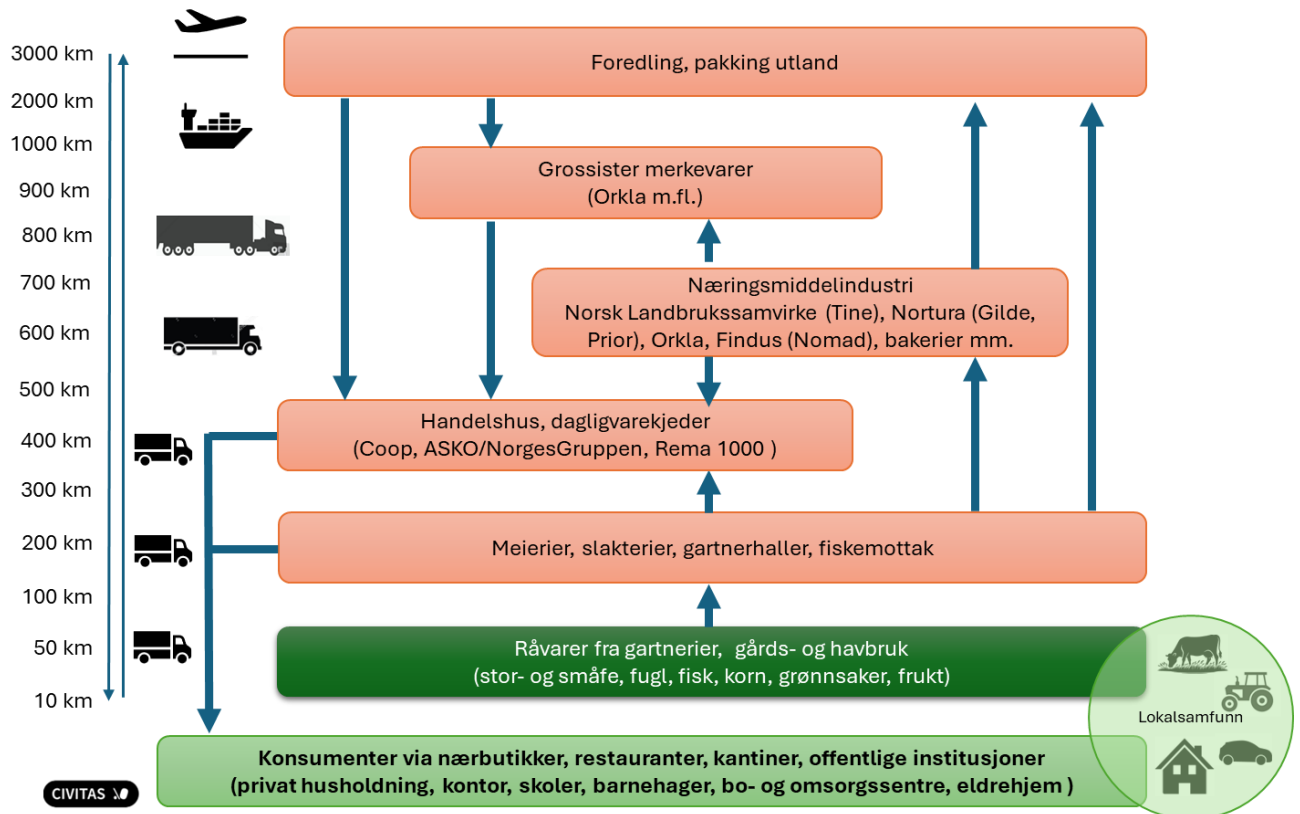 3000 km
2000 km
1000 km
900 km
800 km
700 km
600 km
500 km
400 km
300 km
200 km
100 km
50 km
10 km
Foredling, pakking utland
Grossister merkevarer
(Orkla m.fl.)
Næringsmiddelindustri
Norsk Landbrukssamvirke (Tine), Nortura (Gilde,
Prior), Orkla, Findus (Nomad), bakerier mm.
Handelshus, dagligvarekjeder
(Coop, ASKO/NorgesGruppen, Rema 1000 )
Meierier, slakterier, gartnerhaller, fiskemottak
Råvarer fra gartnerier, gårds- og havbruk
(stor- og småfe, fugl, fisk, korn, grønnsaker, frukt)
Lokalsamfunn
Konsumenter via nærbutikker, restauranter, kantiner, offentlige institusjoner
(privat husholdning, kontor, skoler, barnehager, bo- og omsorgssentre, eldrehjem )
CIVITAS